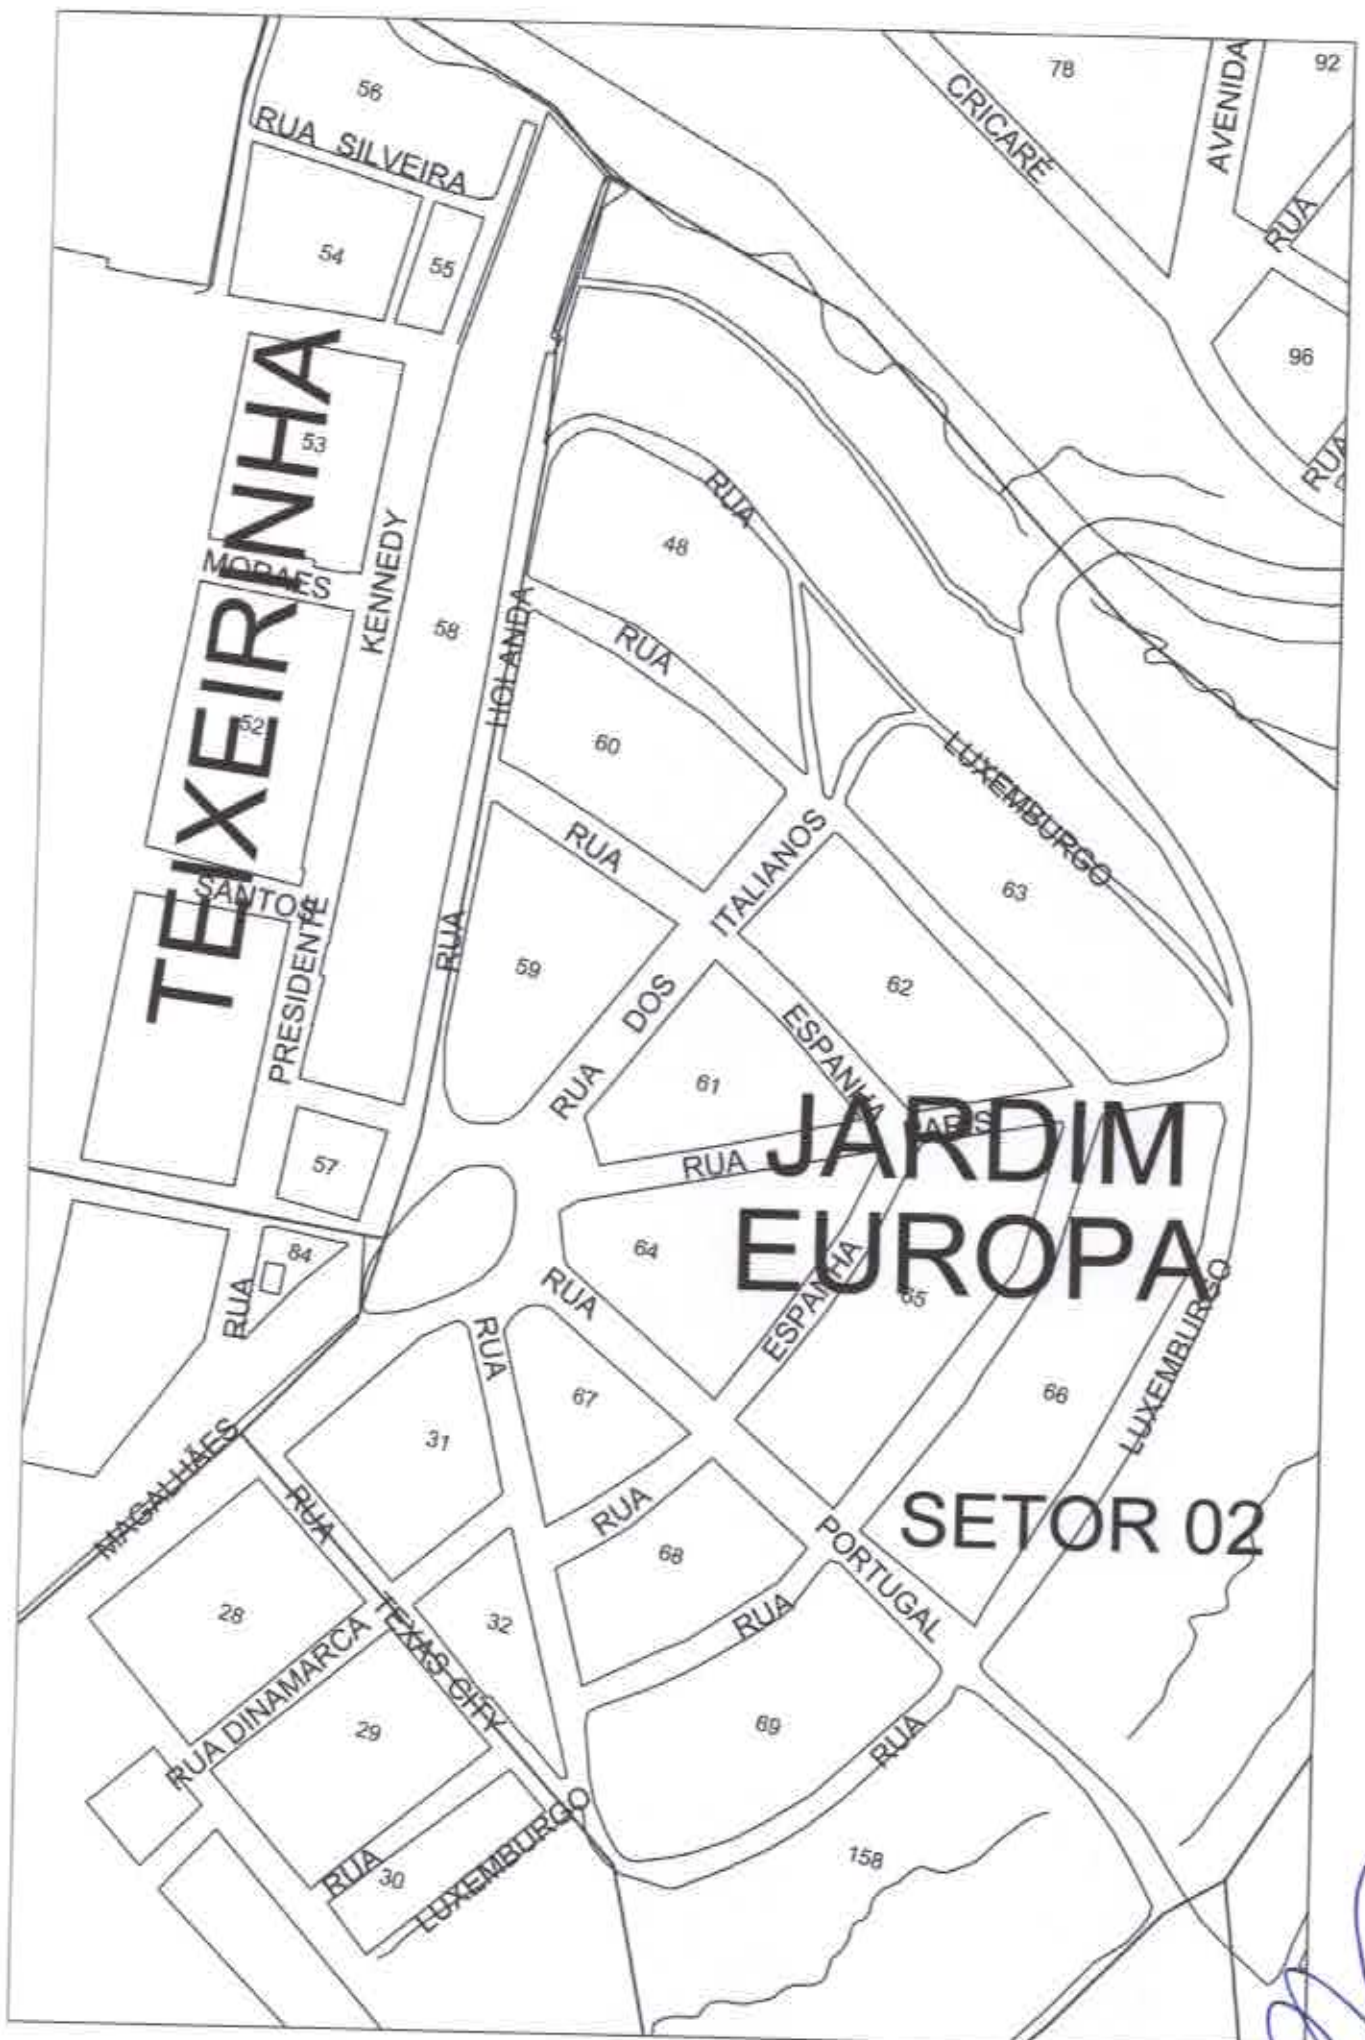 56
78
92
CRICARÉ
AVENIDA
RUA SILVEIRA
RUA
54
55
96
RUA
TEIXEIRINHA
53
RUA
48
MORAES
KENNEDY
58
HOLANDA
RUA
52
60
LUXEMBURGO
RUA
ITALIANOS
63
SANTOS
PRESIDENTE
RUA
59
RUA DOS
62
ESPANHA
61
JARDIM
PARIS
RUA
57
EUROPA
64
84
RUA
RUA
ESPANHA
65
LUXEMBURGO
RUA
67
66
31
MAGALHÃES
RUA
RUA
SETOR 02
68
PORTUGAL
28
32
RUA
TEXAS CITY
RUA DINAMARCA
29
69
RUA
LUXEMBURGO
158
RUA
30